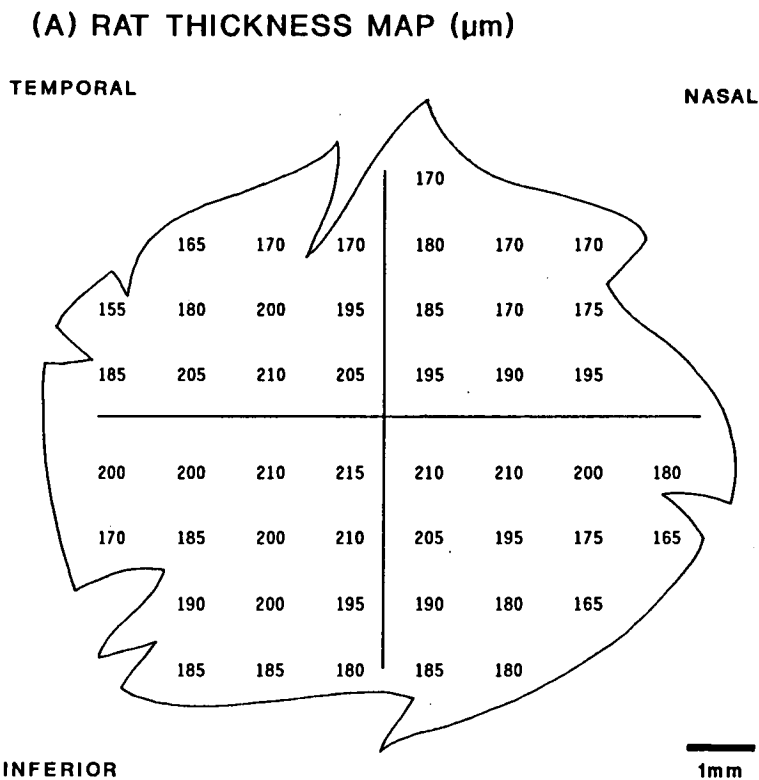 (A) RAT THICKNESS MAP (µm)
TEMPORAL
NASAL
170
165 170 170 180 170 170
155 180 200 195 185 170 175
185 205 210 205 195 190 195
200 200 210 215 210 210 200 180
170 185 200 210 205 195 175 165
190 200 195 190 180 165
185 185 180 185 180
INFERIOR
1mm